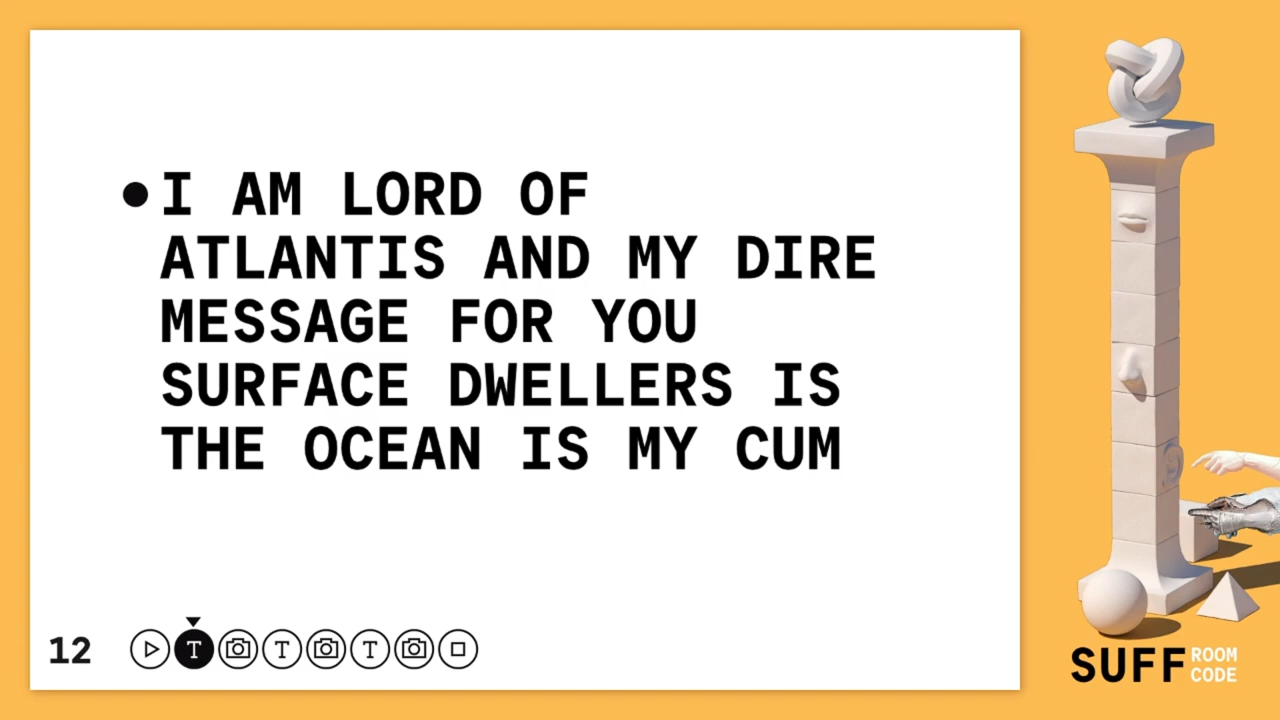 I AM LORD OF
ATLANTIS AND MY DIRE
MESSAGE FOR YOU
SURFACE DWELLERS IS
THE OCEAN IS MY CUM
12
T
T
T
SUFF
ROOM
CODE